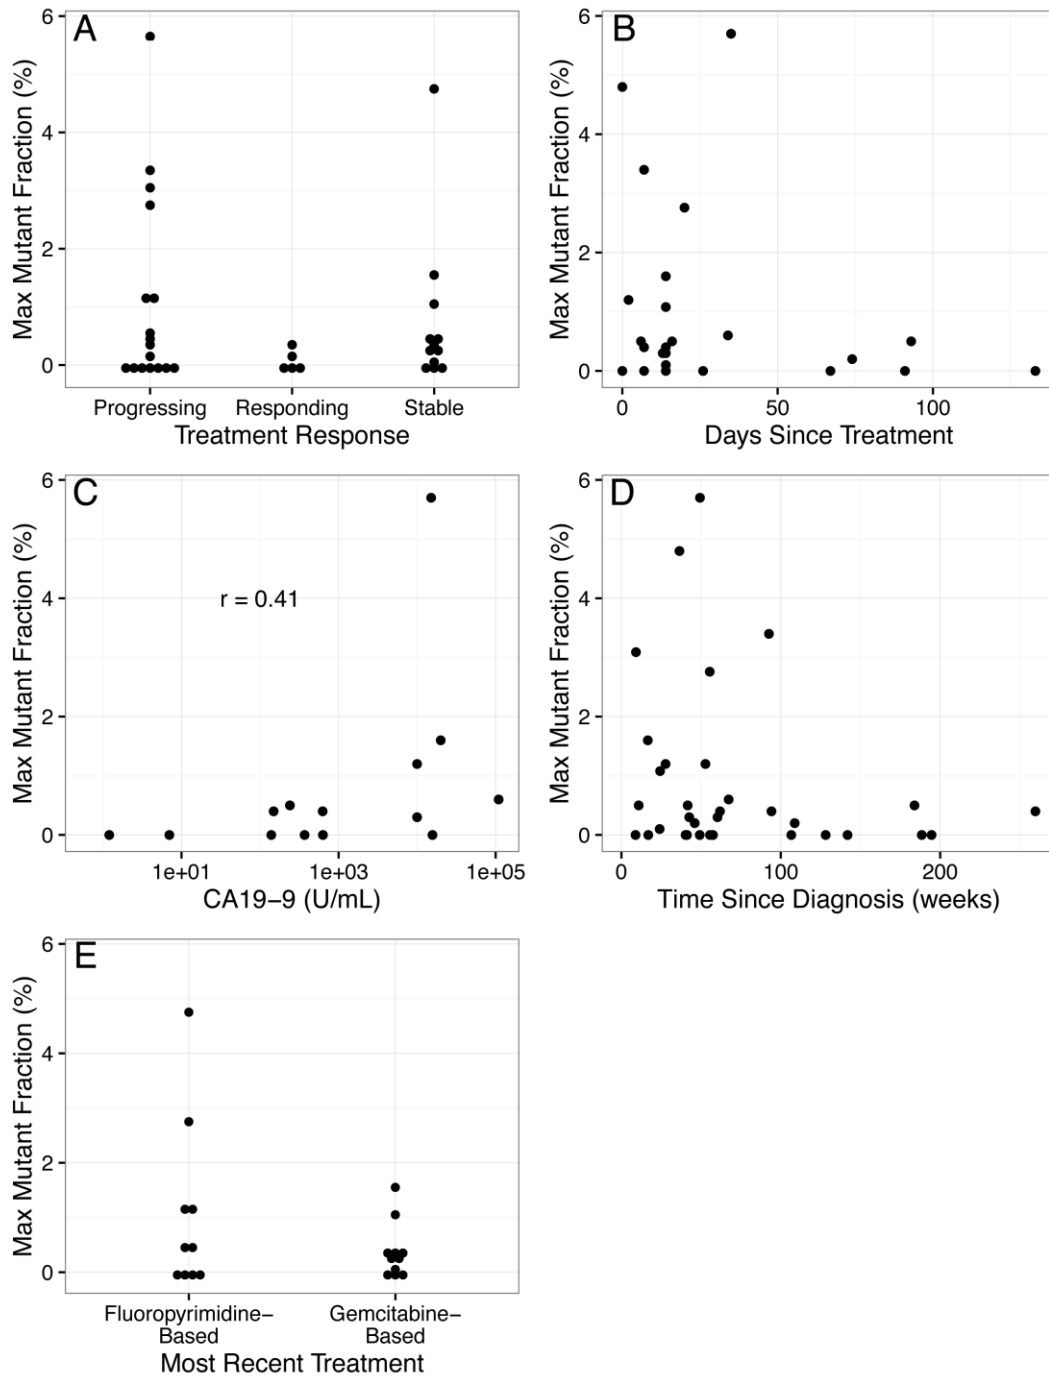 A
Max Mutant Fraction (%)
6
4
2
0
Progressing
Responding
Stable
Treatment Response
B
Max Mutant Fraction (%)
6
4
2
0
0
50
100
Days Since Treatment
C
Max Mutant Fraction (%)
6
4
2
0
r = 0.41
1e+01
1e+03
1e+05
CA19−9 (U/mL)
D
Max Mutant Fraction (%)
6
4
2
0
0
100
200
Time Since Diagnosis (weeks)
E
Max Mutant Fraction (%)
6
4
2
0
Fluoropyrimidine−
Based
Gemcitabine−
Based
Most Recent Treatment